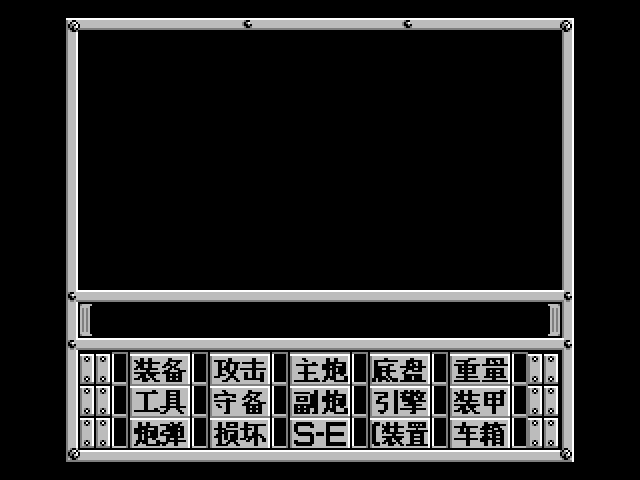 装备 攻击 主炮 底盘 重量
工具 守备 副炮 引擎 装甲
炮弹 损坏 S-E C装置 车箱